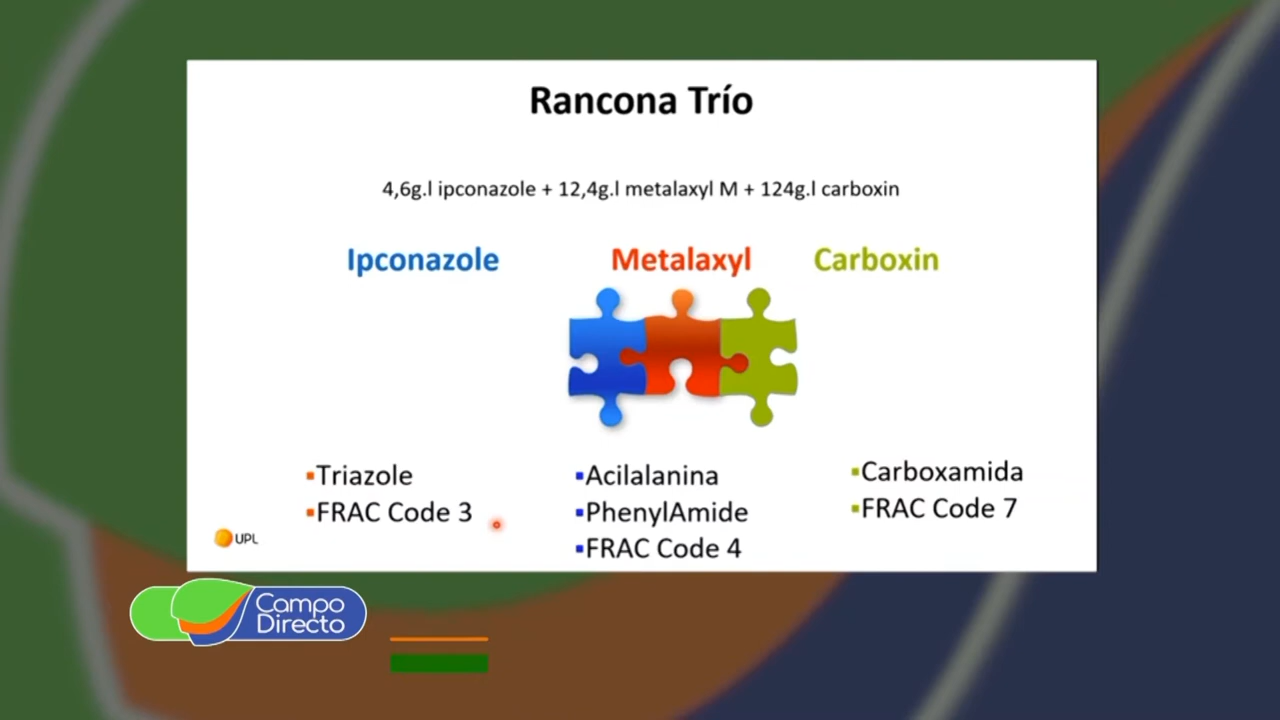 Rancona Trío
4,6g.l ipconazole + 12,4g.l metalaxyl M + 124g.l carboxin
Ipconazole
Metalaxyl
Carboxin
▪Triazole
▪FRAC Code 3
▪Acilalanina
▪PhenylAmide
▪FRAC Code 4
▪Carboxamida
▪FRAC Code 7
UPL
Campo
Directo